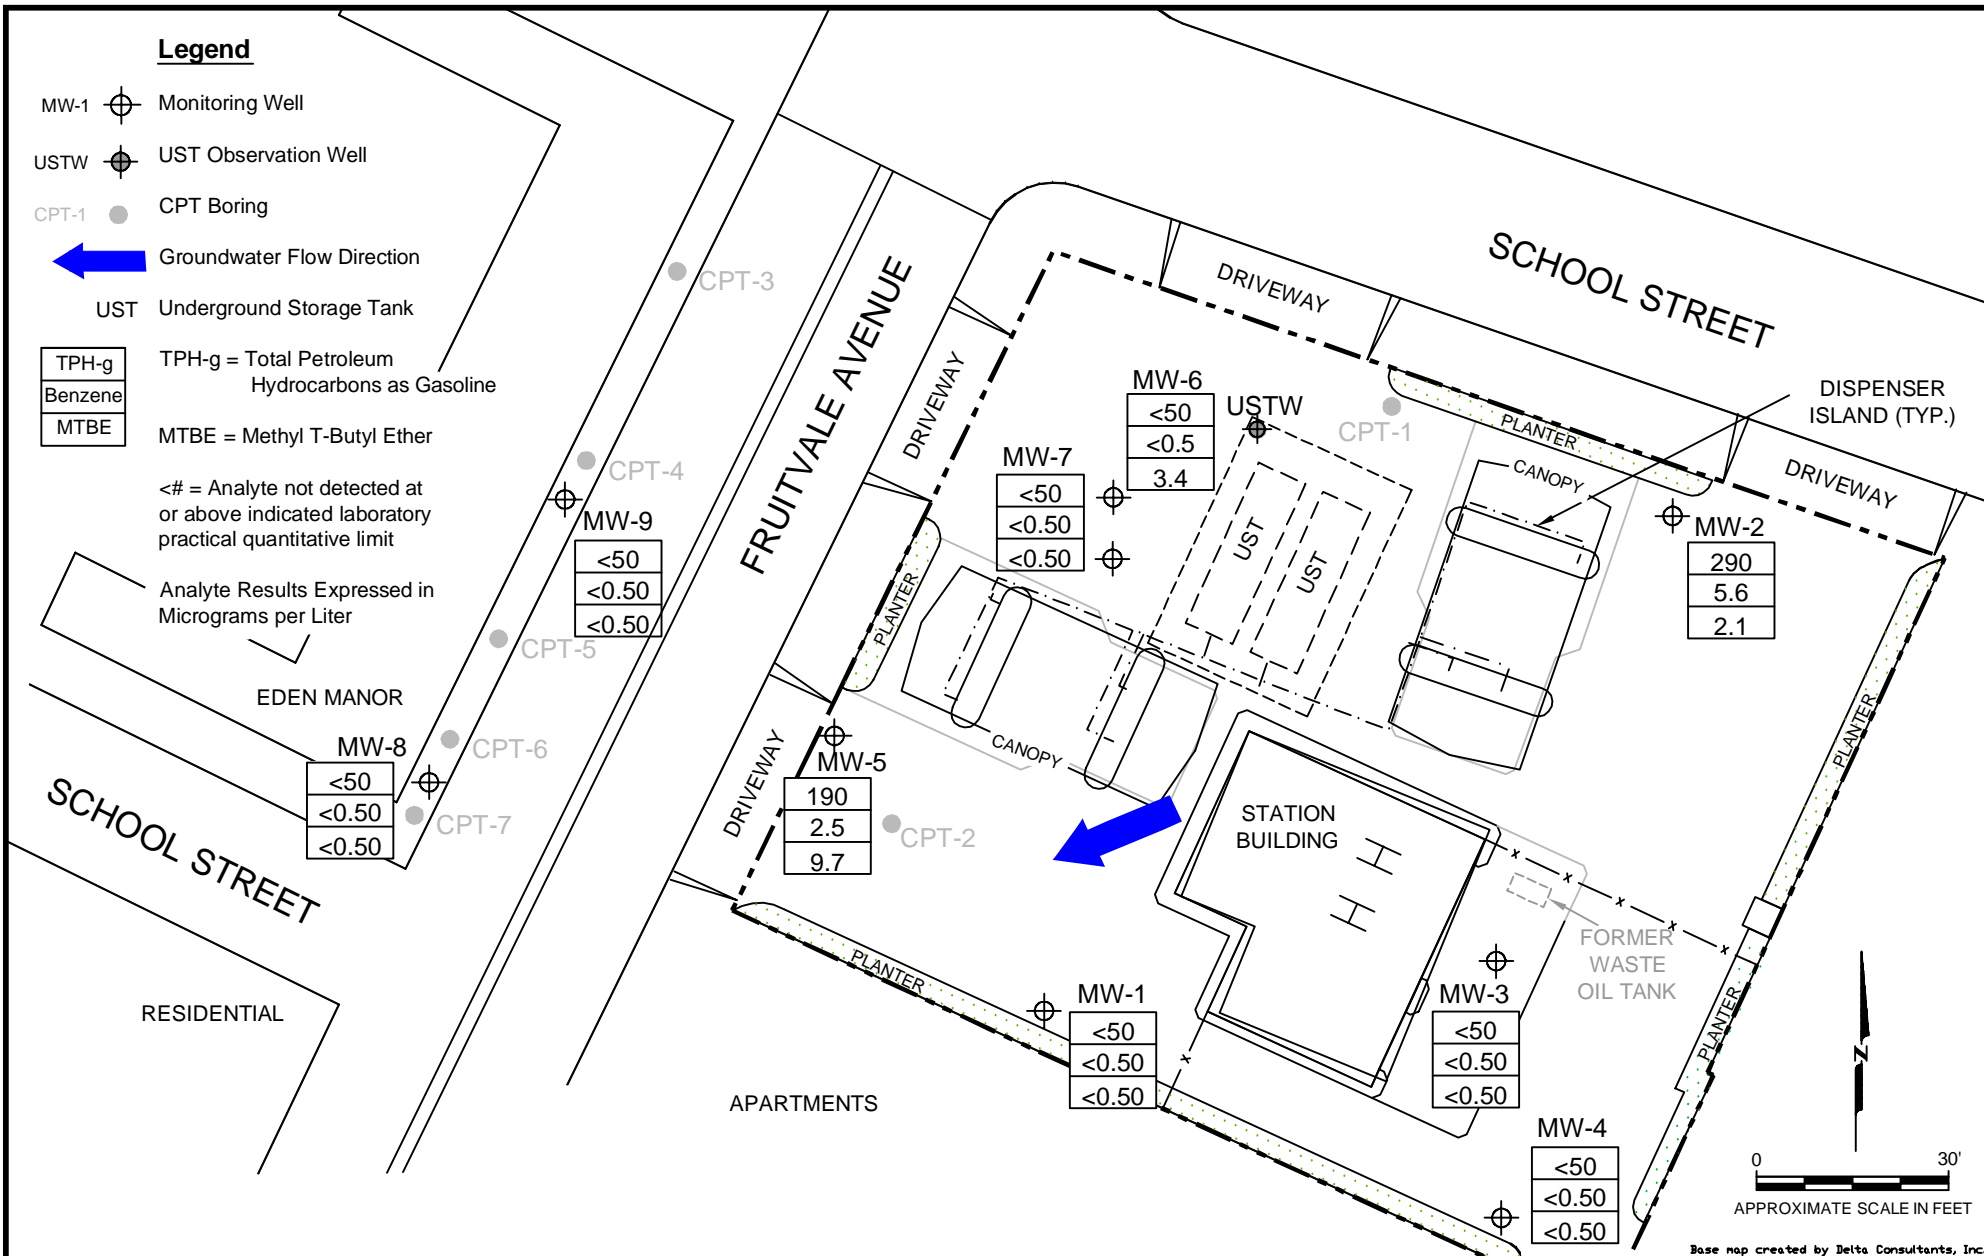 Legend
MW-1 Monitoring Well
USTW UST Observation Well
CPT-1 CPT Boring
Groundwater Flow Direction
UST Underground Storage Tank
TPH-g
Benzene
MTBE
TPH-g = Total Petroleum
Hydrocarbons as Gasoline
MTBE = Methyl T-Butyl Ether
<# = Analyte not detected at
or above indicated laboratory
practical quantitative limit
Analyte Results Expressed in
Micrograms per Liter
CPT-3
CPT-4
MW-9
<50
<0.50
<0.50
CPT-5
EDEN MANOR
CPT-6
MW-8
<50
<0.50
<0.50
CPT-7
SCHOOL STREET
RESIDENTIAL
FRUITVALE AVENUE
DRIVEWAY
DRIVEWAY
PLANTER
SCHOOL STREET
DRIVEWAY
DRIVEWAY
DISPENSER
ISLAND (TYP.)
MW-6
<50
<0.5
3.4
USTW
CPT-1
PLANTER
CANOPY
MW-7
<50
<0.50
<0.50
UST
UST
MW-2
290
5.6
2.1
PLANTER
CANOPY
MW-5
190
2.5
9.7
CPT-2
STATION
BUILDING
x
x
x
x
x
x
FORMER
WASTE
OIL TANK
PLANTER
PLANTER
MW-1
<50
<0.50
<0.50
MW-3
<50
<0.50
<0.50
APARTMENTS
MW-4
<50
<0.50
<0.50
N
0 30'
APPROXIMATE SCALE IN FEET
Base map created by Delta Consultants, Inc.